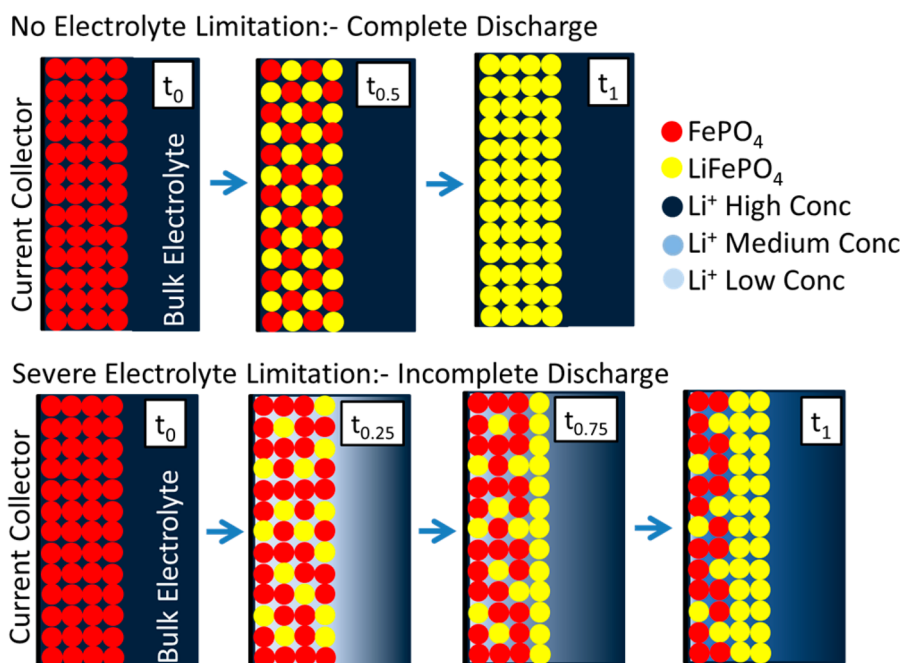 No Electrolyte Limitation:- Complete Discharge
Current Collector
t₀
Bulk Electrolyte
t₀.₅
t₁
FePO₄
LiFePO₄
Li⁺ High Conc
Li⁺ Medium Conc
Li⁺ Low Conc
Severe Electrolyte Limitation:- Incomplete Discharge
Current Collector
t₀
Bulk Electrolyte
t₀.₂₅
t₀.₇₅
t₁